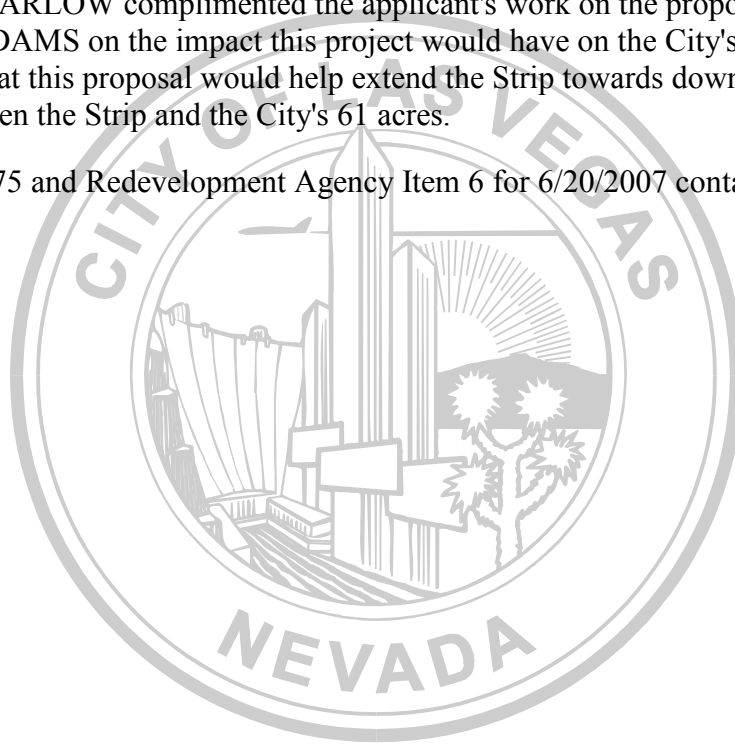 ARLOW complimented the applicant's work on the propo
DAMS on the impact this project would have on the City's
at this proposal would help extend the Strip towards down
en the Strip and the City's 61 acres.
75 and Redevelopment Agency Item 6 for 6/20/2007 conta
CITY OF LAS VEGAS
NEVADA